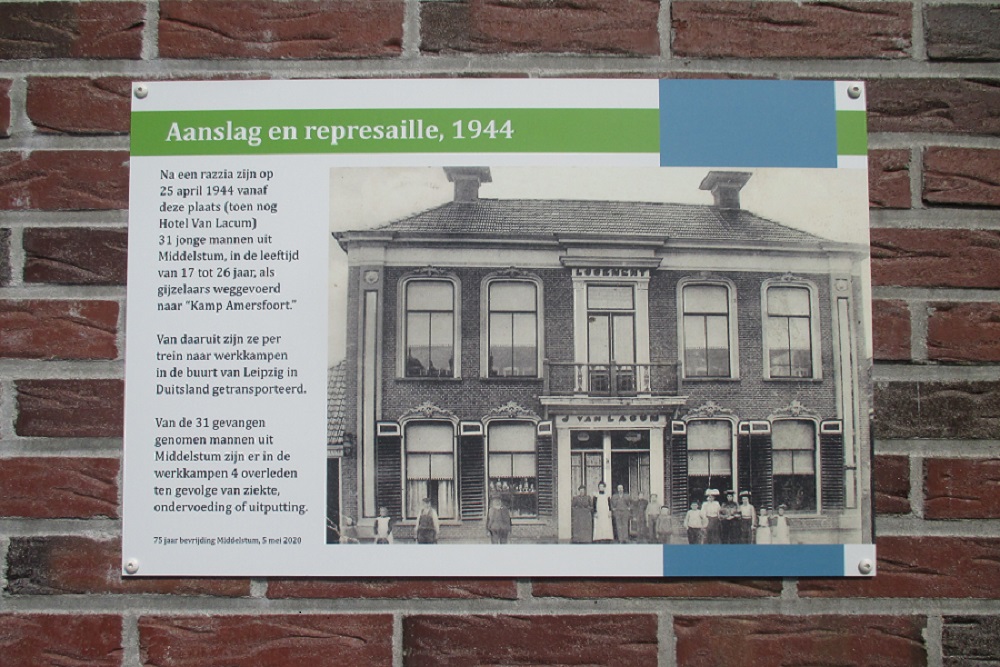 Aanslag en represaille, 1944
Na een razzia zijn op
25 april 1944 vanaf
deze plaats (toen nog
Hotel Van Lacum)
31 jonge mannen uit
Middelstum, in de leeftijd
van 17 tot 26 jaar, als
gijzelaars weggevoerd
naar "Kamp Amersfoort."
Van daaruit zijn ze per
trein naar werkkampen
in de buurt van Leipzig in
Duitsland getransporteerd.
Van de 31 gevangen
genomen mannen uit
Middelstum zijn er in de
werkkampen 4 overleden
ten gevolge van ziekte,
ondervoeding of uitputting.
75 jaar bevrijding Middelstum, 5 mei 2020
J. VAN LACUM